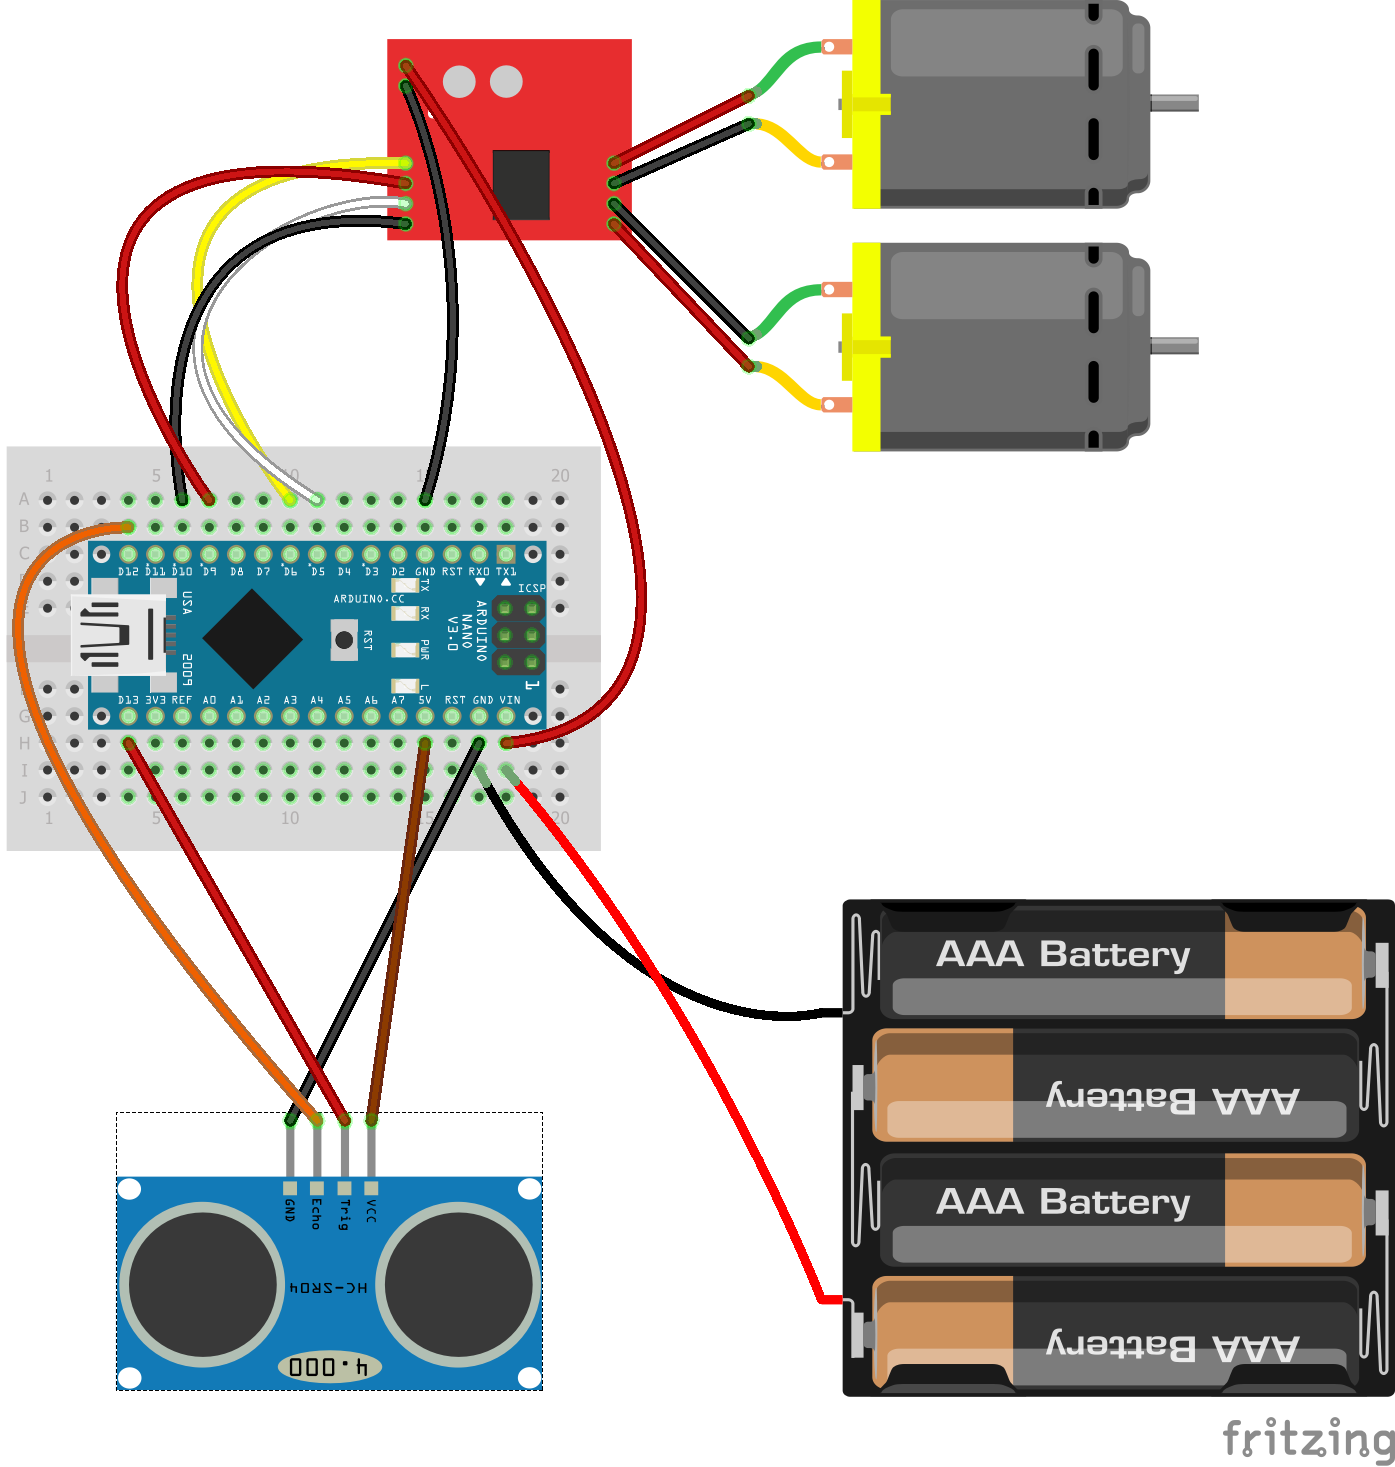 1 5 10 1 20
A
B
C
D12 D11 D10 D9 D8 D7 D6 D5 D4 D3 D2 GND RST RX0 TX1
ICSP
TX
RX
PWR
L
ARDUINO.CC
RST
USA
2009
ARDUINO
NANO
V3.0
1
D13 3V3 REF A0 A1 A2 A3 A4 A5 A6 A7 5V RST GND VIN
G
H
I
J
1 5 10 15 20
GND Echo Trig VCC
HC-SR04
4.000
AAA Battery
AAA Battery
AAA Battery
AAA Battery
fritzing